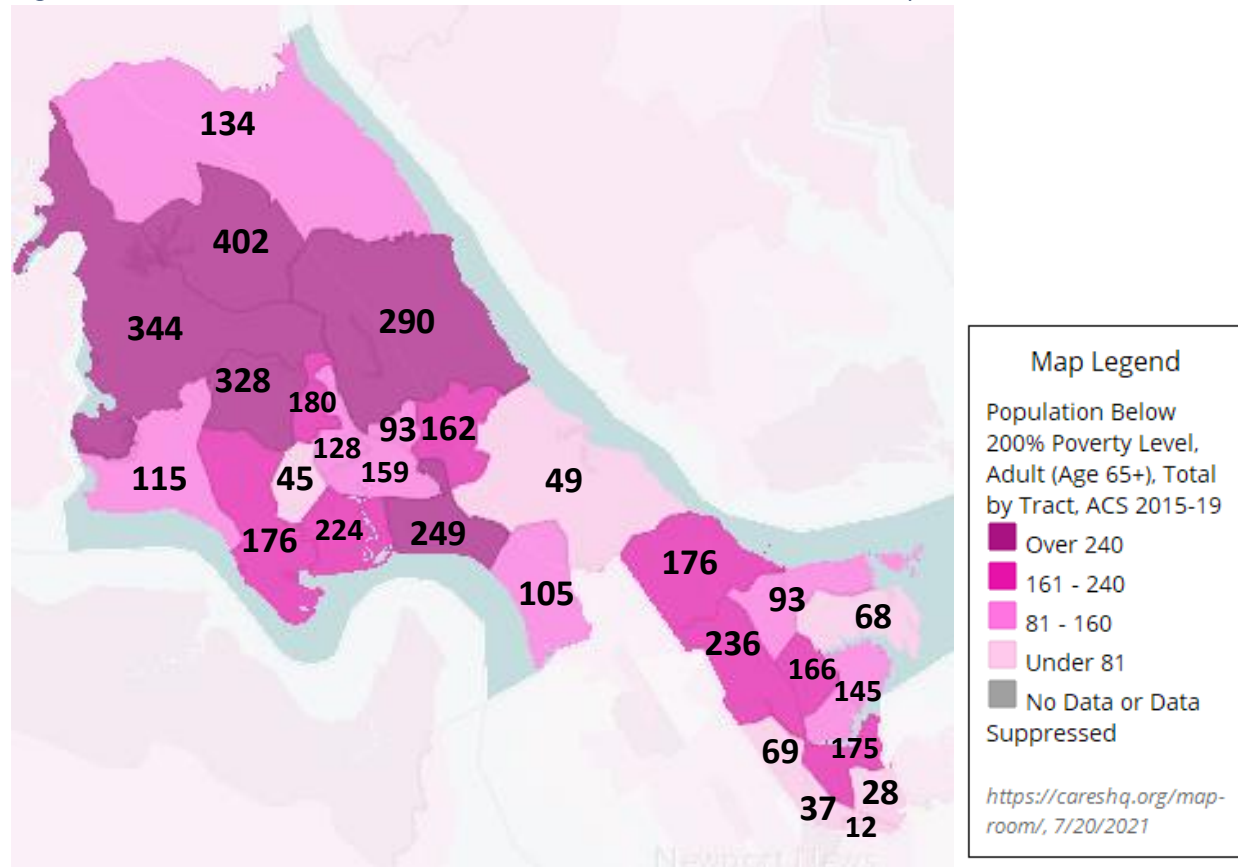 134
402
290
344
328
180
93 162
128
159
45
49
115
224
249
176
176
105
93
68
236
166
145
175
69
28
37
12
Newport News
Map Legend
Population Below
200% Poverty Level,
Adult (Age 65+), Total
by Tract, ACS 2015-19
Over 240
161 - 240
81 - 160
Under 81
No Data or Data
Suppressed
https://careshq.org/map-
room/, 7/20/2021